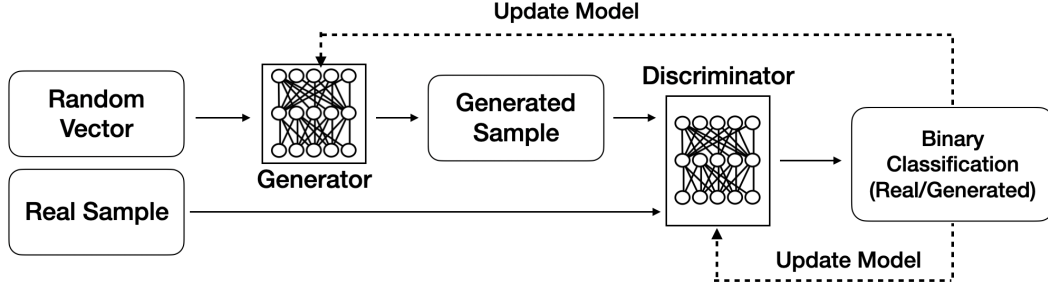 Update Model
Random
Vector
Generator
Generated
Sample
Discriminator
Binary
Classification
(Real/Generated)
Real Sample
Update Model